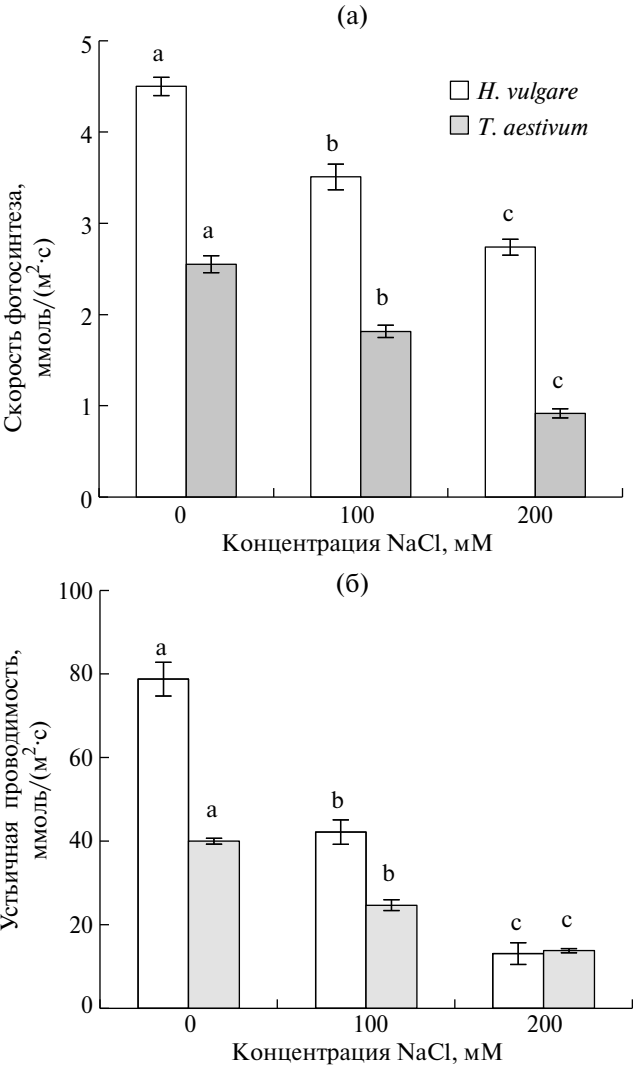 (а)
Скорость фотосинтеза,
ммоль/(м²·с)
5
4
3
2
1
0
a
a
b
b
c
c
H. vulgare
T. aestivum
0
100
200
Концентрация NaCl, мМ
(б)
Устьичная проводимость,
ммоль/(м²·с)
100
80
60
40
20
0
a
a
b
b
c
c
0
100
200
Концентрация NaCl, мМ